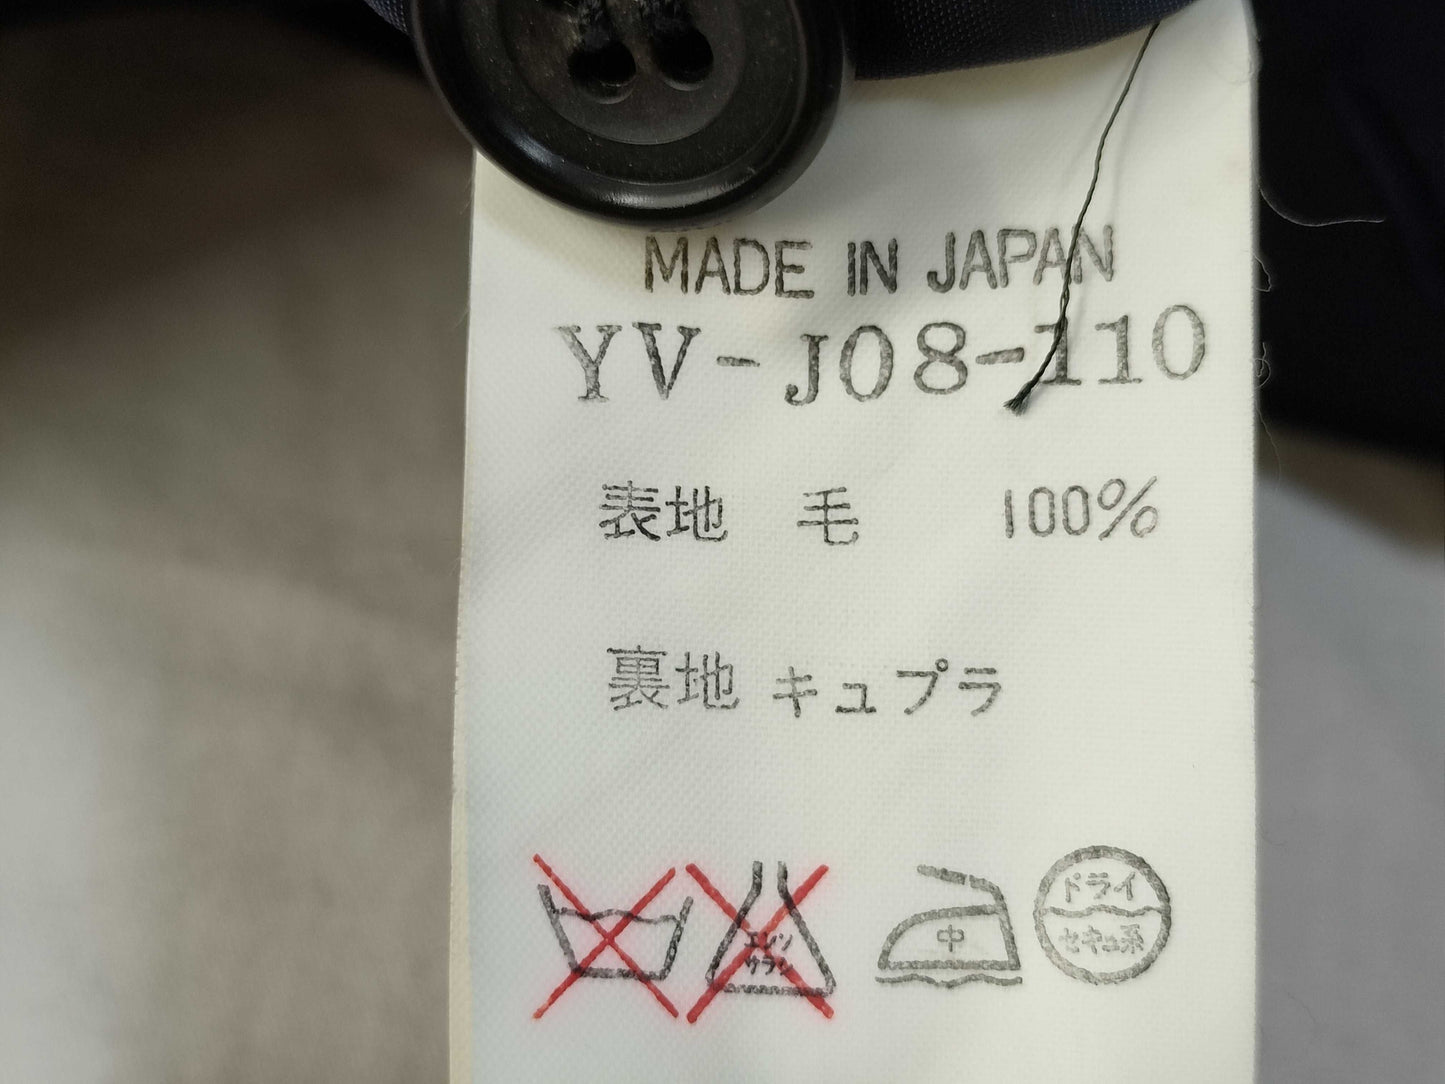 MADE IN JAPAN
YV-J08-110
表地 毛 100%
裏地 キュプラ
エンソ
サラシ
中
ドライ
セキユ系